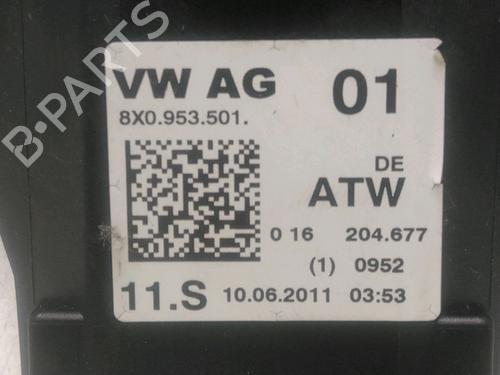 VW AG 01
8X0.953.501.
DE
ATW
0 16 204.677
(1) 0952
11.S 10.06.2011 03:53
B-PARTS